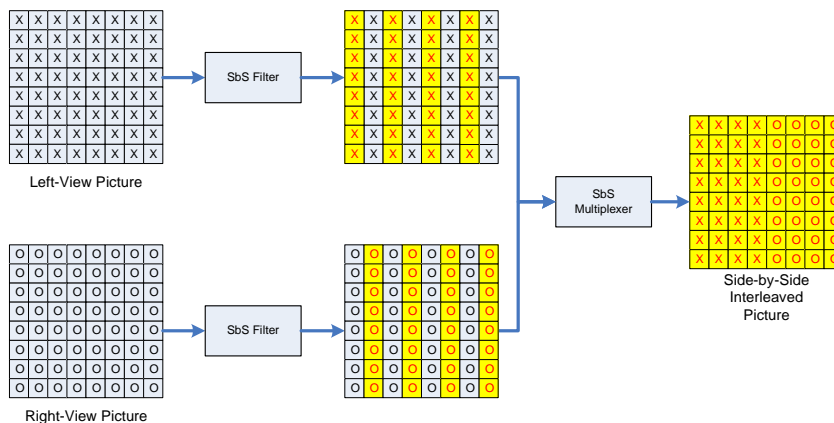 X X X X X X X X
X X X X X X X X
X X X X X X X X
X X X X X X X X
X X X X X X X X
X X X X X X X X
X X X X X X X X
X X X X X X X X
Left-View Picture
SbS Filter
X X X X X X X X
X X X X X X X X
X X X X X X X X
X X X X X X X X
X X X X X X X X
X X X X X X X X
X X X X X X X X
X X X X X X X X
O O O O O O O O
O O O O O O O O
O O O O O O O O
O O O O O O O O
O O O O O O O O
O O O O O O O O
O O O O O O O O
O O O O O O O O
Right-View Picture
SbS Filter
O O O O O O O O
O O O O O O O O
O O O O O O O O
O O O O O O O O
O O O O O O O O
O O O O O O O O
O O O O O O O O
O O O O O O O O
SbS
Multiplexer
X X X X O O O O
X X X X O O O O
X X X X O O O O
X X X X O O O O
X X X X O O O O
X X X X O O O O
X X X X O O O O
X X X X O O O O
Side-by-Side
Interleaved
Picture